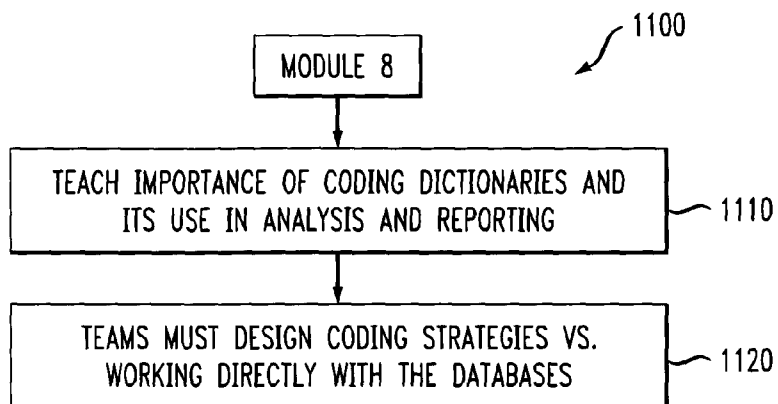 1100
MODULE 8
TEACH IMPORTANCE OF CODING DICTIONARIES AND
ITS USE IN ANALYSIS AND REPORTING
1110
TEAMS MUST DESIGN CODING STRATEGIES VS.
WORKING DIRECTLY WITH THE DATABASES
1120